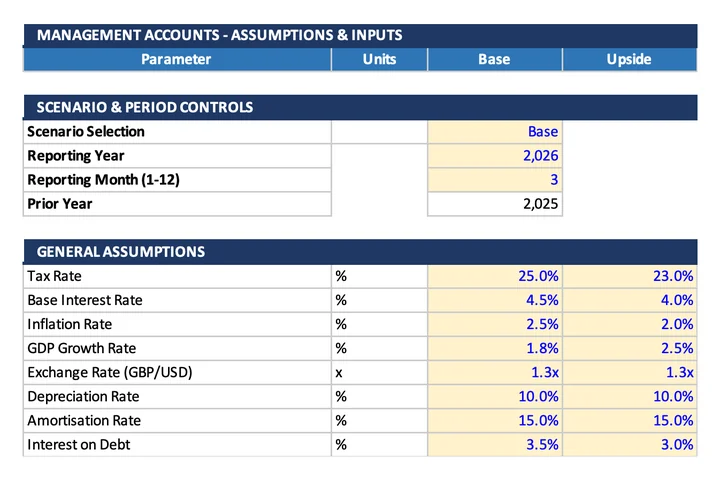 MANAGEMENT ACCOUNTS - ASSUMPTIONS & INPUTS
Parameter Units Base Upside
SCENARIO & PERIOD CONTROLS
Scenario Selection Base
Reporting Year 2,026
Reporting Month (1-12) 3
Prior Year 2,025
GENERAL ASSUMPTIONS
Tax Rate % 25.0% 23.0%
Base Interest Rate % 4.5% 4.0%
Inflation Rate % 2.5% 2.0%
GDP Growth Rate % 1.8% 2.5%
Exchange Rate (GBP/USD) x 1.3x 1.3x
Depreciation Rate % 10.0% 10.0%
Amortisation Rate % 15.0% 15.0%
Interest on Debt % 3.5% 3.0%